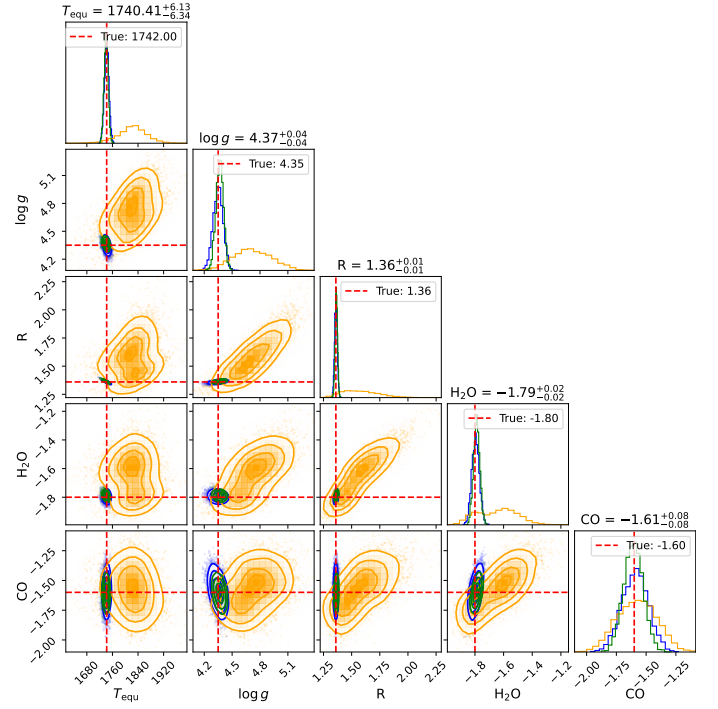 T_equ = 1740.41^{+6.13}_{-6.34}
True: 1742.00
log g = 4.37^{+0.04}_{-0.04}
True: 4.35
R = 1.36^{+0.01}_{-0.01}
True: 1.36
H₂O = −1.79^{+0.02}_{-0.02}
True: -1.80
CO = −1.61^{+0.08}_{-0.08}
True: -1.60
log g
5.1
4.8
4.5
4.2
R
2.25
2.00
1.75
1.50
1.25
H₂O
−1.2
−1.4
−1.6
−1.8
CO
−1.25
−1.50
−1.75
−2.00
1680 1760 1840 1920
4.2 4.5 4.8 5.1
1.25 1.50 1.75 2.00 2.25
−1.8 −1.6 −1.4 −1.2
−2.00 −1.75 −1.50 −1.25
T_equ log g R H₂O CO